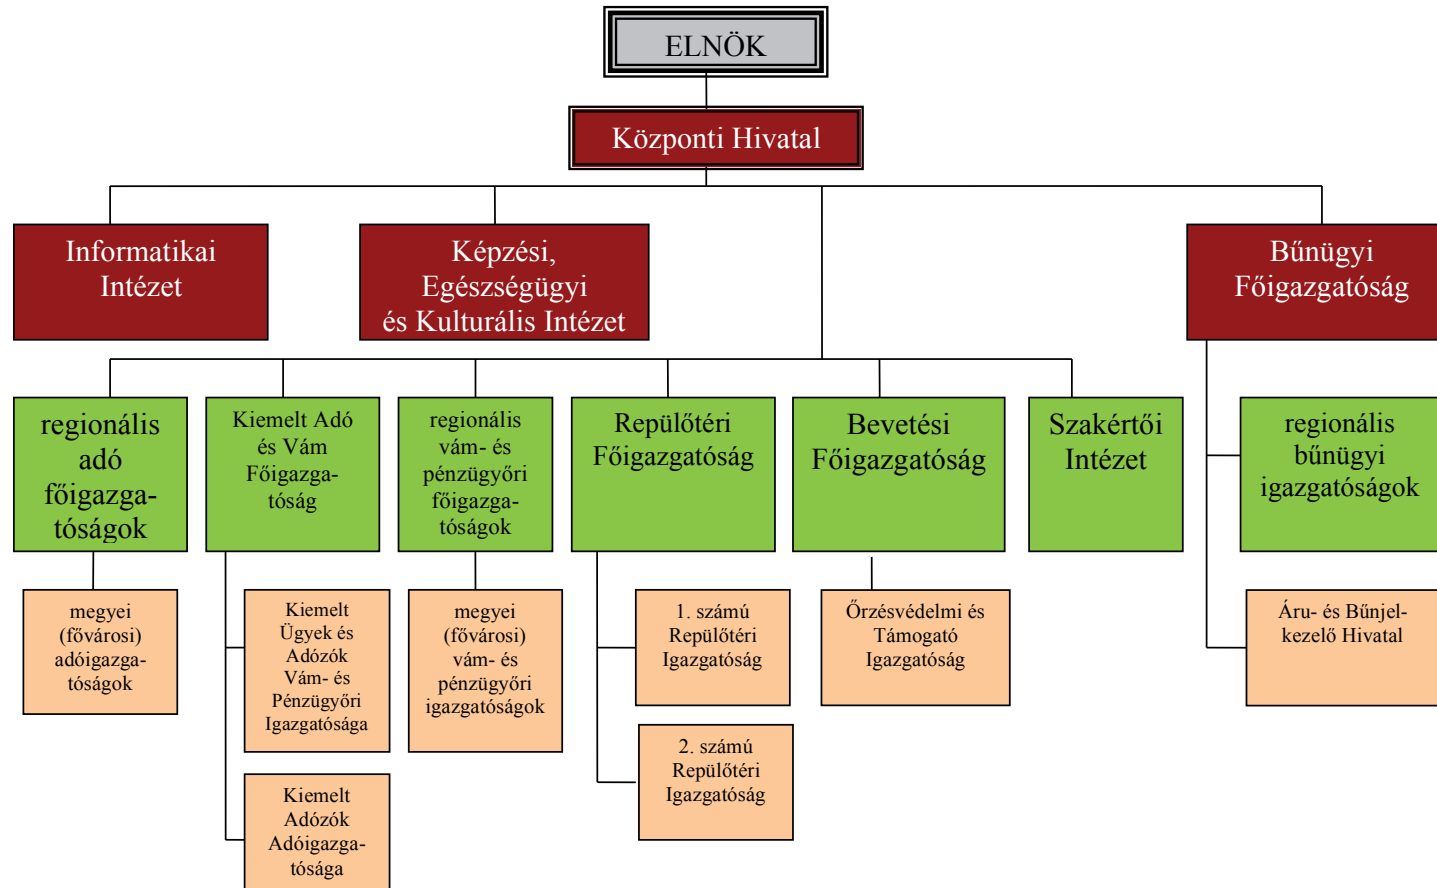 ELNÖK
Központi Hivatal
Informatikai
Intézet
Képzési,
Egészségügyi
és Kulturális Intézet
Bűnügyi
Főigazgatóság
regionális
adó
főigazga-
tóságok
Kiemelt Adó
és Vám
Főigazga-
tóság
regionális
vám- és
pénzügyőri
főigazga-
tóságok
Repülőtéri
Főigazgatóság
Bevetési
Főigazgatóság
Szakértői
Intézet
regionális
bűnügyi
igazgatóságok
megyei
(fővárosi)
adóigazga-
tóságok
Kiemelt
Ügyek és
Adózók
Vám- és
Pénzügyőri
Igazgatósága
megyei
(fővárosi)
vám- és
pénzügyőri
igazgatóságok
1. számú
Repülőtéri
Igazgatóság
Őrzésvédelmi és
Támogató
Igazgatóság
Áru- és Bűnjel-
kezelő Hivatal
2. számú
Repülőtéri
Igazgatóság
Kiemelt
Adózók
Adóigazga-
tósága